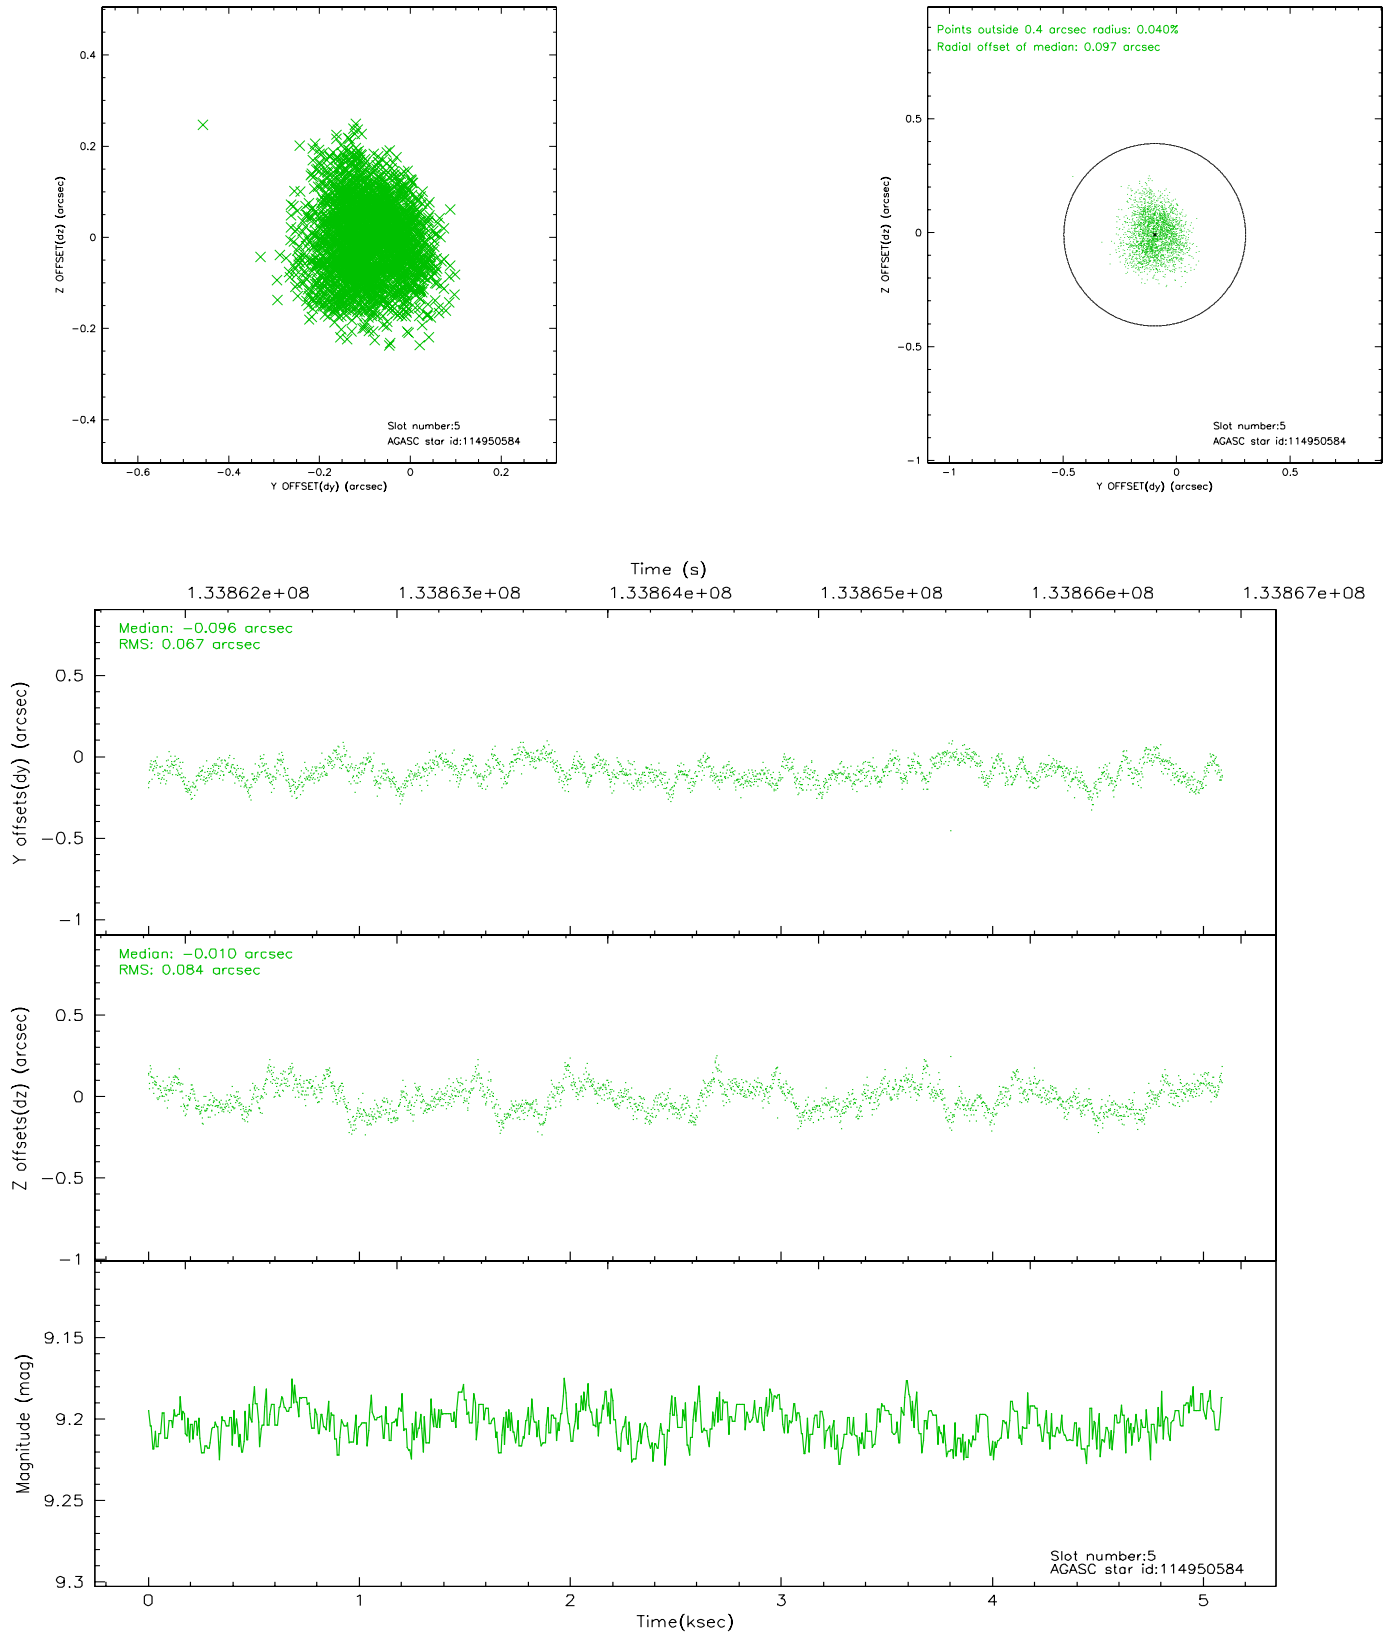 0.4
0.2
0
−0.2
−0.4
Z OFFSET(dz) (arcsec)
Slot number:5
AGASC star id:114950584
−0.6 −0.4 −0.2 0 0.2
Y OFFSET(dy) (arcsec)
Points outside 0.4 arcsec radius: 0.040%
Radial offset of median: 0.097 arcsec
0.5
0
−0.5
−1
Z OFFSET(dz) (arcsec)
Slot number:5
AGASC star id:114950584
−1 −0.5 0 0.5
Y OFFSET(dy) (arcsec)
Time (s)
1.33862e+08 1.33863e+08 1.33864e+08 1.33865e+08 1.33866e+08 1.33867e+08
Median: −0.096 arcsec
RMS: 0.067 arcsec
0.5
0
−0.5
−1
Y offsets(dy) (arcsec)
Median: −0.010 arcsec
RMS: 0.084 arcsec
0.5
0
−0.5
−1
Z offsets(dz) (arcsec)
9.15
9.2
9.25
9.3
Magnitude (mag)
Slot number:5
AGASC star id:114950584
0 1 2 3 4 5
Time(ksec)